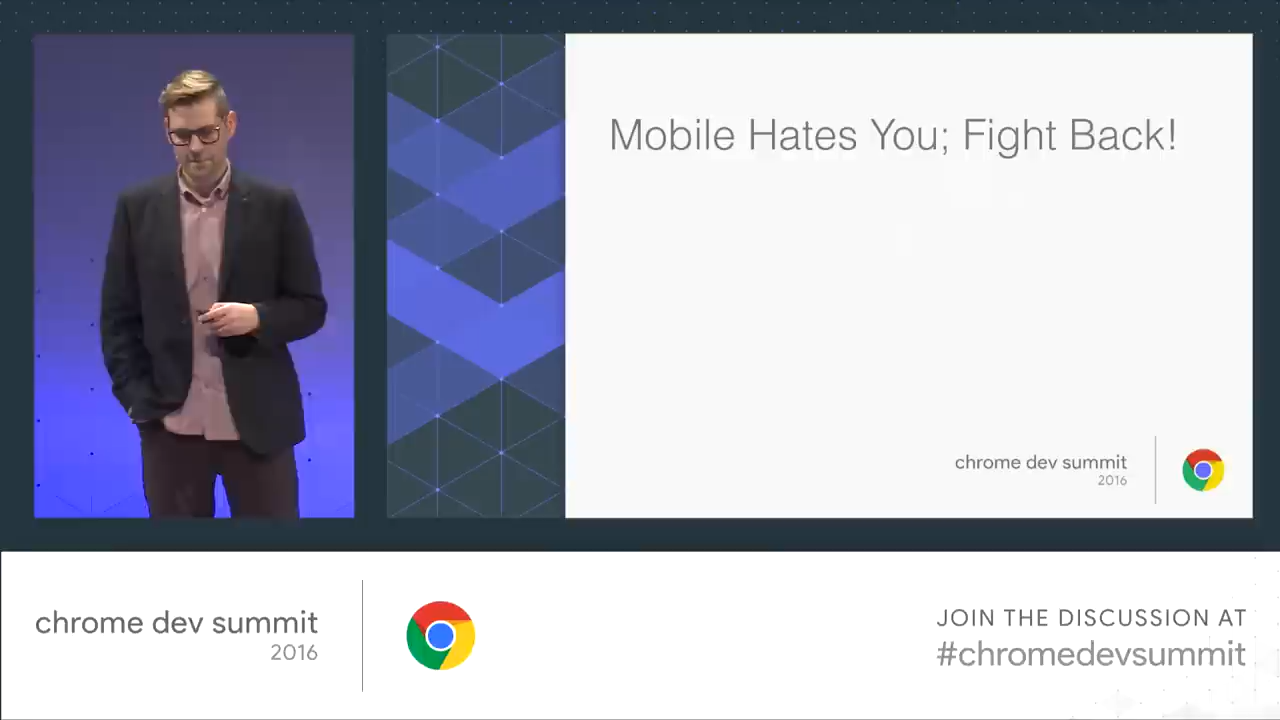 Mobile Hates You; Fight Back!
chrome dev summit
2016
chrome dev summit
2016
JOIN THE DISCUSSION AT
#chromedevsummit